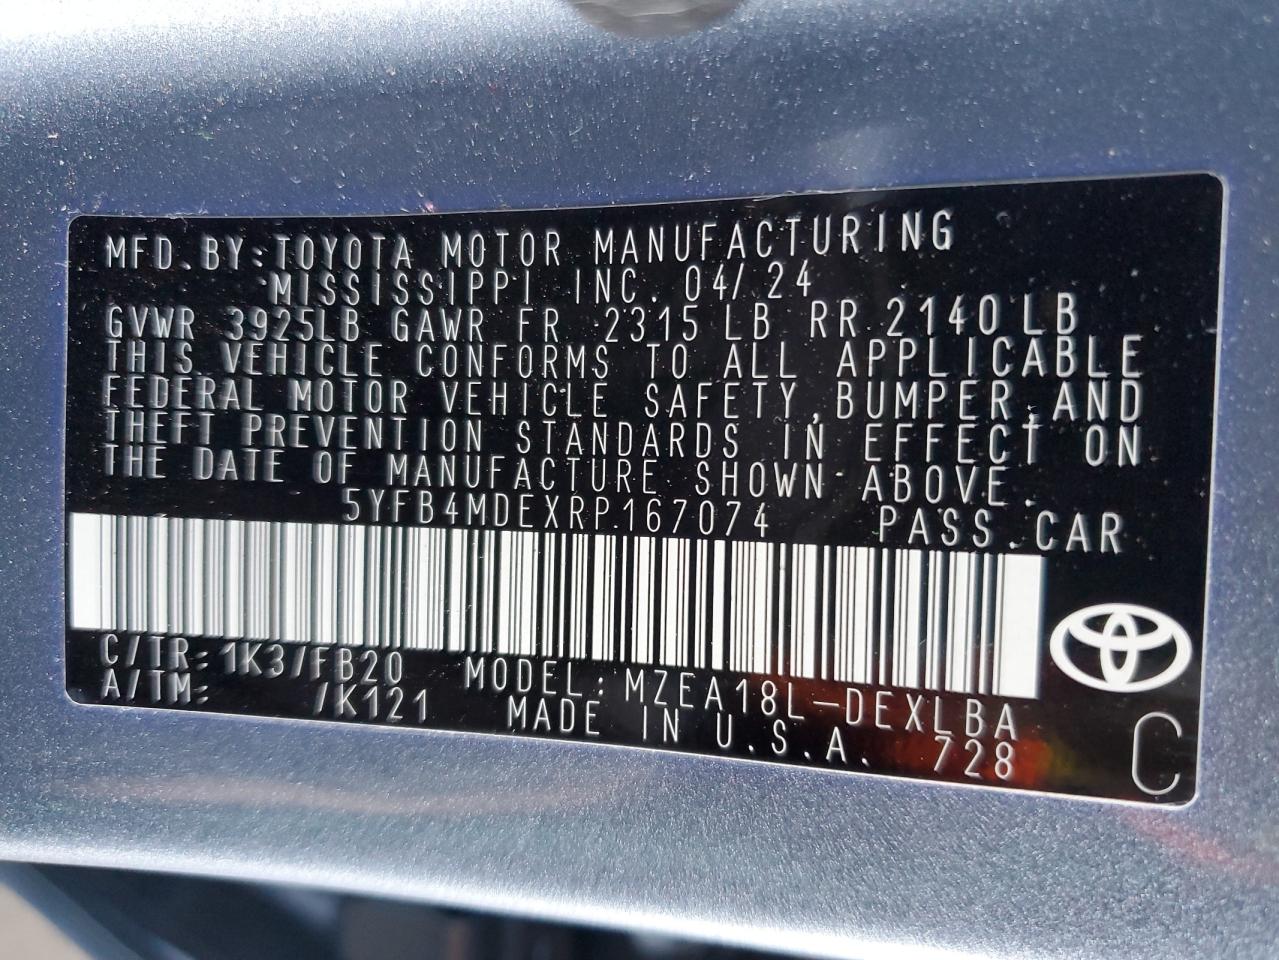 MFD.BY:TOYOTA MOTOR MANUFACTURING
MISSISSIPPI INC. 04/24
GVWR 3925LB GAWR FR 2315LB RR 2140LB
THIS VEHICLE CONFORMS TO ALL APPLICABLE
FEDERAL MOTOR VEHICLE SAFETY,BUMPER,AND
THEFT PREVENTION STANDARDS IN EFFECT ON
THE DATE OF MANUFACTURE SHOWN ABOVE.
5YFB4MDEXRP167074 PASS.CAR
C/TR:1K3/FB20 MODEL:MZEA18L-DEXLBA
A/TM: /K121 MADE IN U.S.A. 728
C